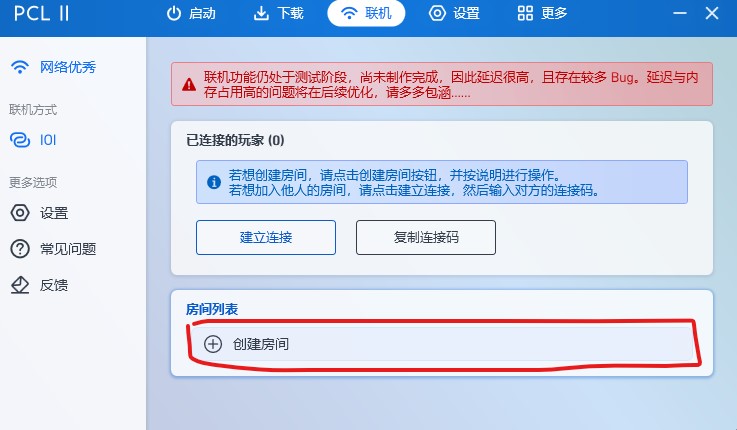 PCL II
启动
下载
联机
设置
更多
网络优秀
联机方式
IOI
更多选项
设置
常见问题
反馈
联机功能仍处于测试阶段，尚未制作完成，因此延迟很高，且存在较多 Bug。延迟与内
存占用高的问题将在后续优化，请多多包涵......
已连接的玩家 (0)
若想创建房间，请点击创建房间按钮，并按说明进行操作。
若想加入他人的房间，请点击建立连接，然后输入对方的连接码。
建立连接
复制连接码
房间列表
创建房间